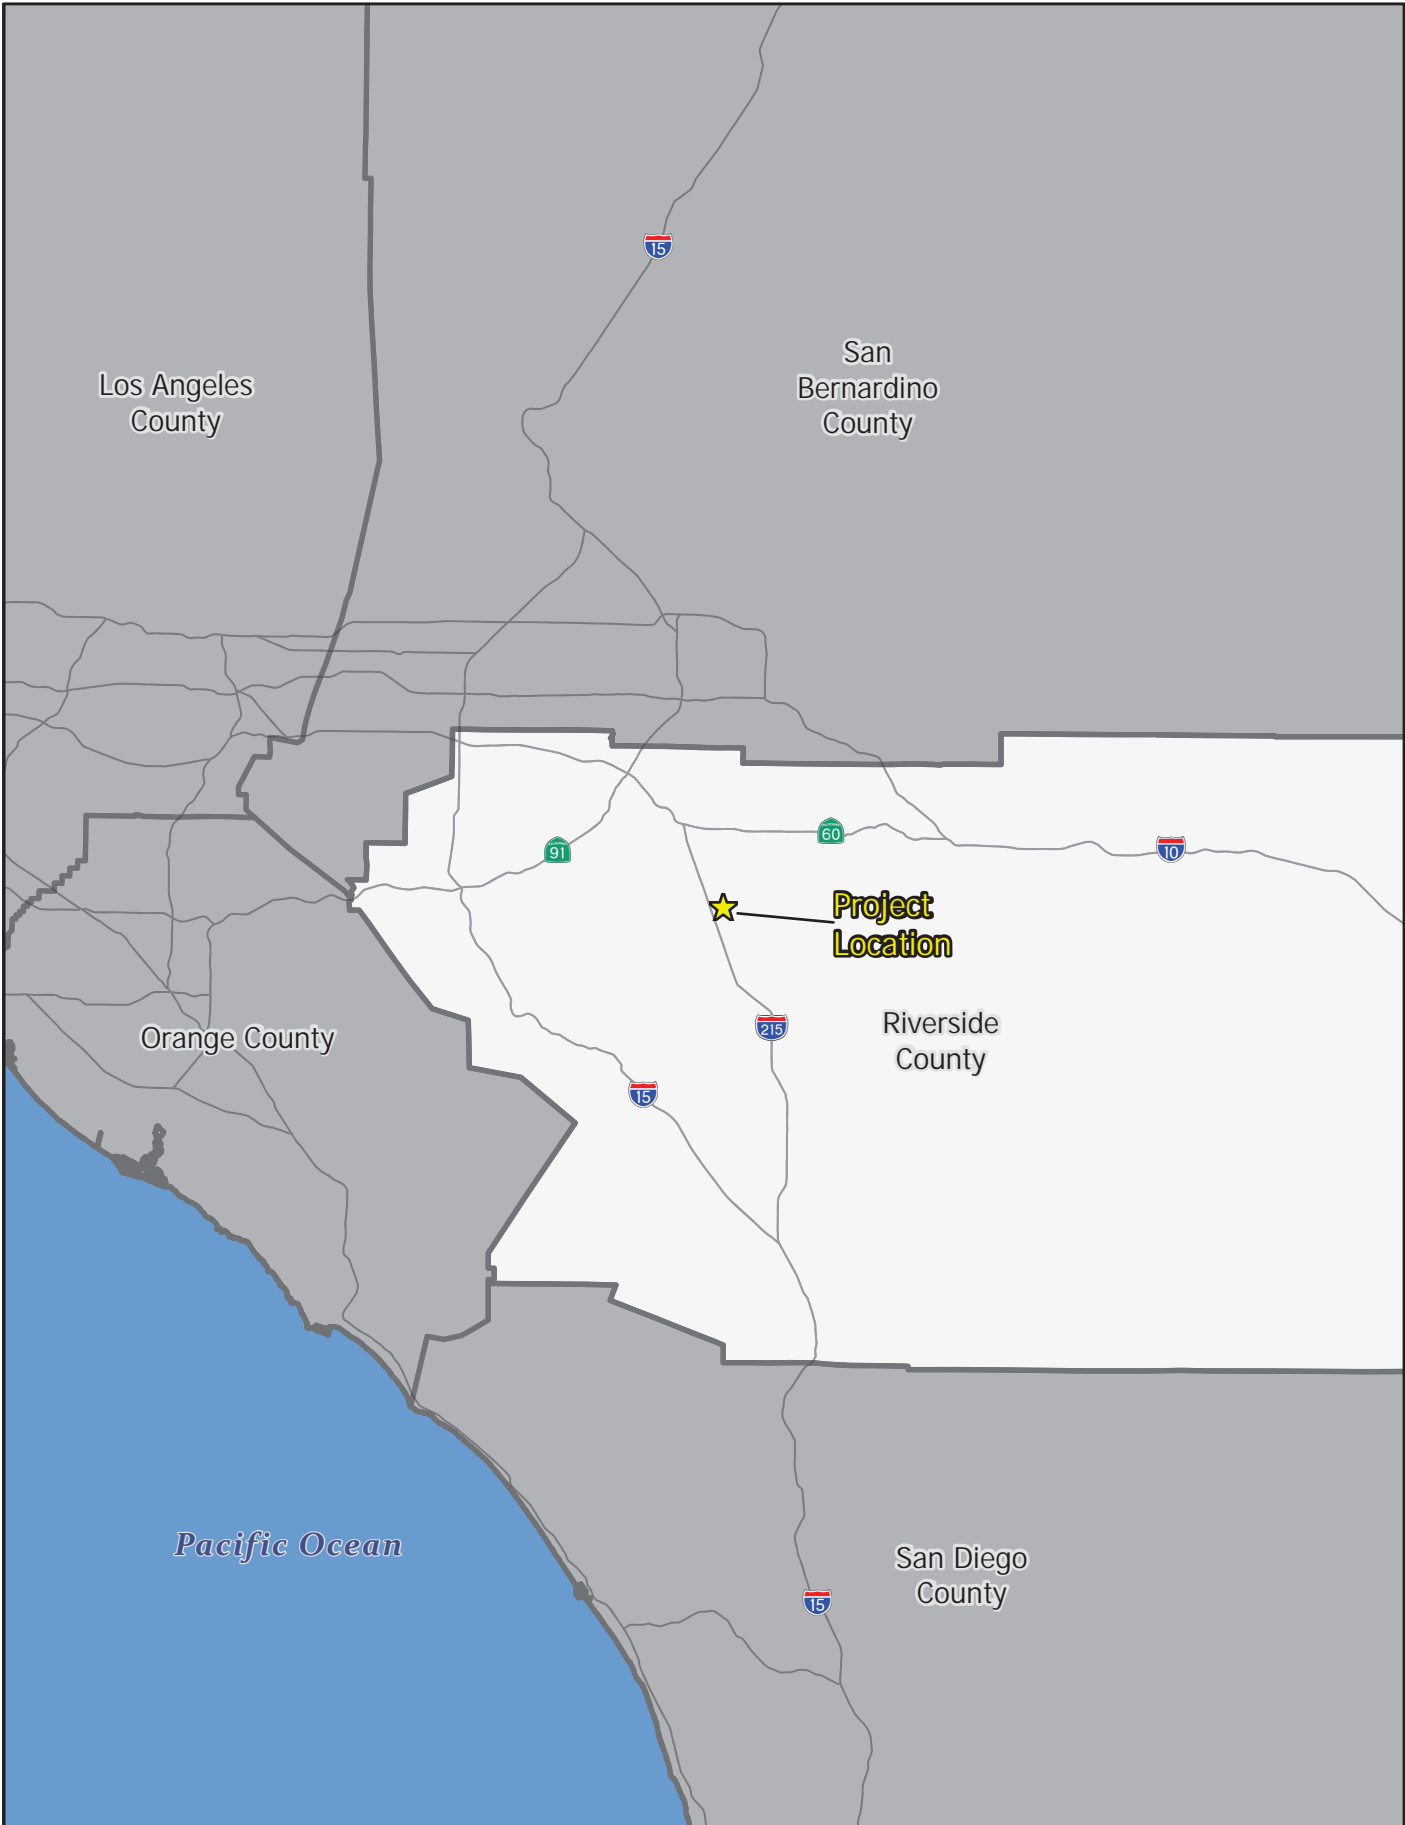 15
San
Bernardino
County
Los Angeles
County
60
91
10
Project
Location
Riverside
County
215
Orange County
15
Pacific Ocean
San Diego
County
15